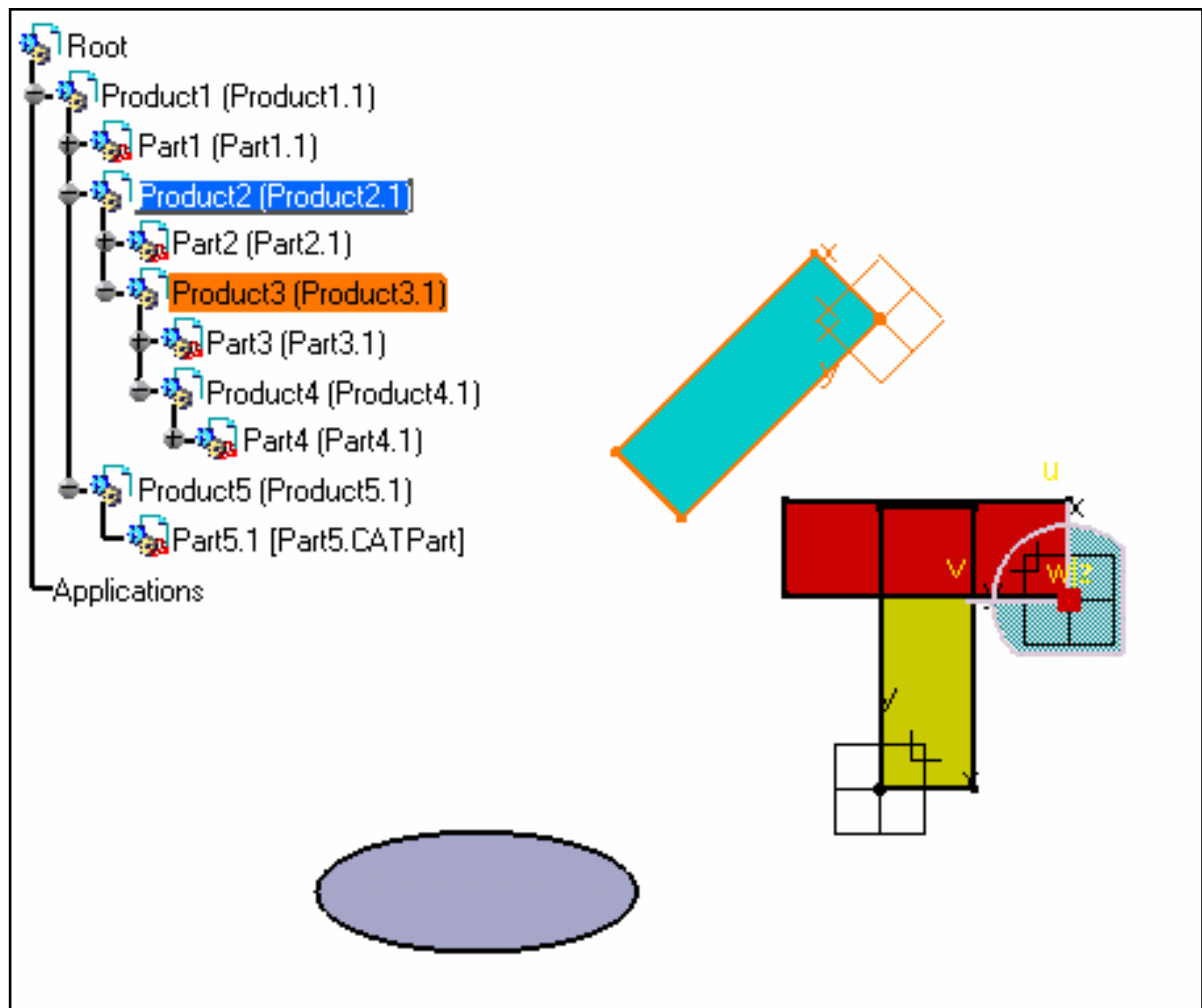 Root
Product1 (Product1.1)
Part1 (Part1.1)
Product2 (Product2.1)
Part2 (Part2.1)
Product3 (Product3.1)
Part3 (Part3.1)
Product4 (Product4.1)
Part4 (Part4.1)
Product5 (Product5.1)
Part5.1 [Part5.CATPart]
Applications
x
y
u
x
v
w|z
y
y
x